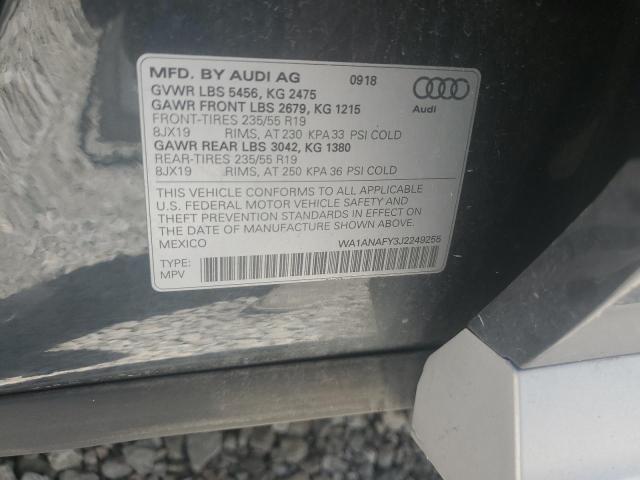 MFD. BY AUDI AG 0918
GVWR LBS 5456, KG 2475
GAWR FRONT LBS 2679, KG 1215
FRONT-TIRES 235/55 R19
8JX19 RIMS, AT 230 KPA 33 PSI COLD
GAWR REAR LBS 3042, KG 1380
REAR-TIRES 235/55 R19
8JX19 RIMS, AT 250 KPA 36 PSI COLD
Audi
THIS VEHICLE CONFORMS TO ALL APPLICABLE
U.S. FEDERAL MOTOR VEHICLE SAFETY AND
THEFT PREVENTION STANDARDS IN EFFECT ON
THE DATE OF MANUFACTURE SHOWN ABOVE.
MEXICO WA1ANAFY3J2249255
TYPE:
MPV